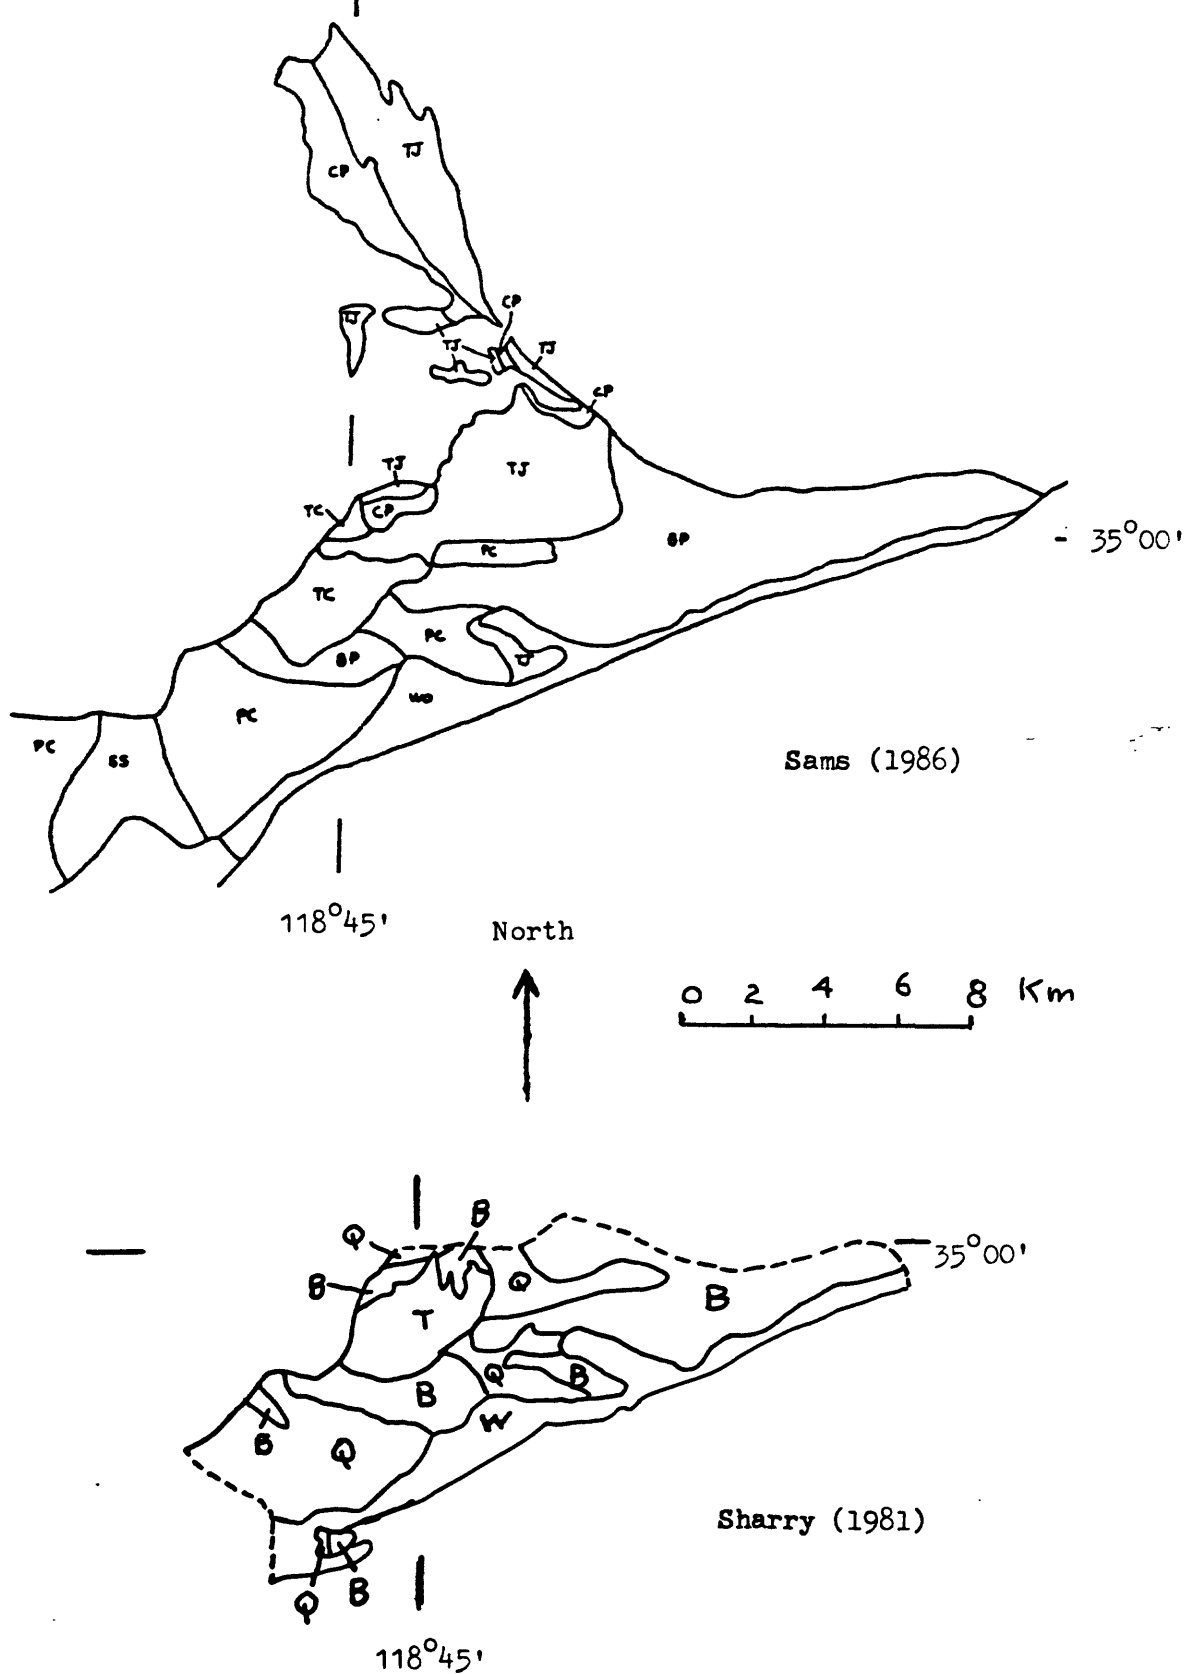 TJ
CP
CP
TJ
TJ
TJ
CP
TJ
TJ
TC
CP
PC
BP
35°00'
TC
PC
BP
TJ
WO
PC
PC
SS
Sams (1986)
118°45'
North
0 2 4 6 8 Km
B
Q
35°00'
B
Q
B
T
Q
B
B
W
B
Q
Sharry (1981)
Q
B
118°45'